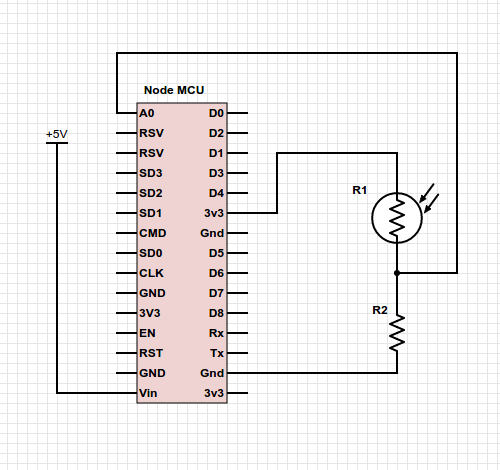 Node MCU
+5V
A0 D0
RSV D2
RSV D1
SD3 D3
SD2 D4
SD1 3v3
CMD Gnd
SD0 D5
CLK D6
GND D7
3V3 D8
EN Rx
RST Tx
GND Gnd
Vin 3v3
R1
R2